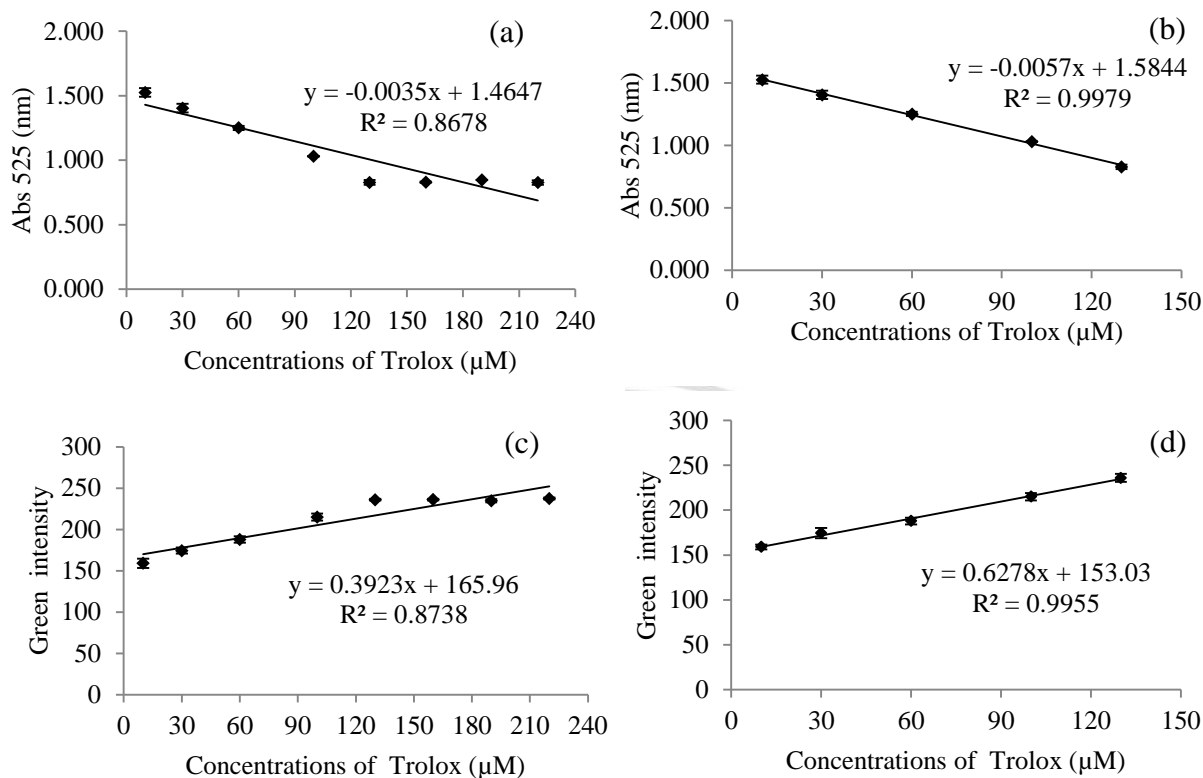 (a)
y = -0.0035x + 1.4647
R² = 0.8678
Abs 525 (nm)
2.000
1.500
1.000
0.500
0.000
0 30 60 90 120 150 180 210 240
Concentrations of Trolox (µM)
(b)
y = -0.0057x + 1.5844
R² = 0.9979
Abs 525 (nm)
2.000
1.500
1.000
0.500
0.000
0 30 60 90 120 150
Concentrations of Trolox (µM)
(c)
y = 0.3923x + 165.96
R² = 0.8738
Green intensity
300
250
200
150
100
50
0
0 30 60 90 120 150 180 210 240
Concentrations of Trolox (µM)
(d)
y = 0.6278x + 153.03
R² = 0.9955
Green intensity
300
250
200
150
100
50
0
0 30 60 90 120 150
Concentrations of Trolox (µM)